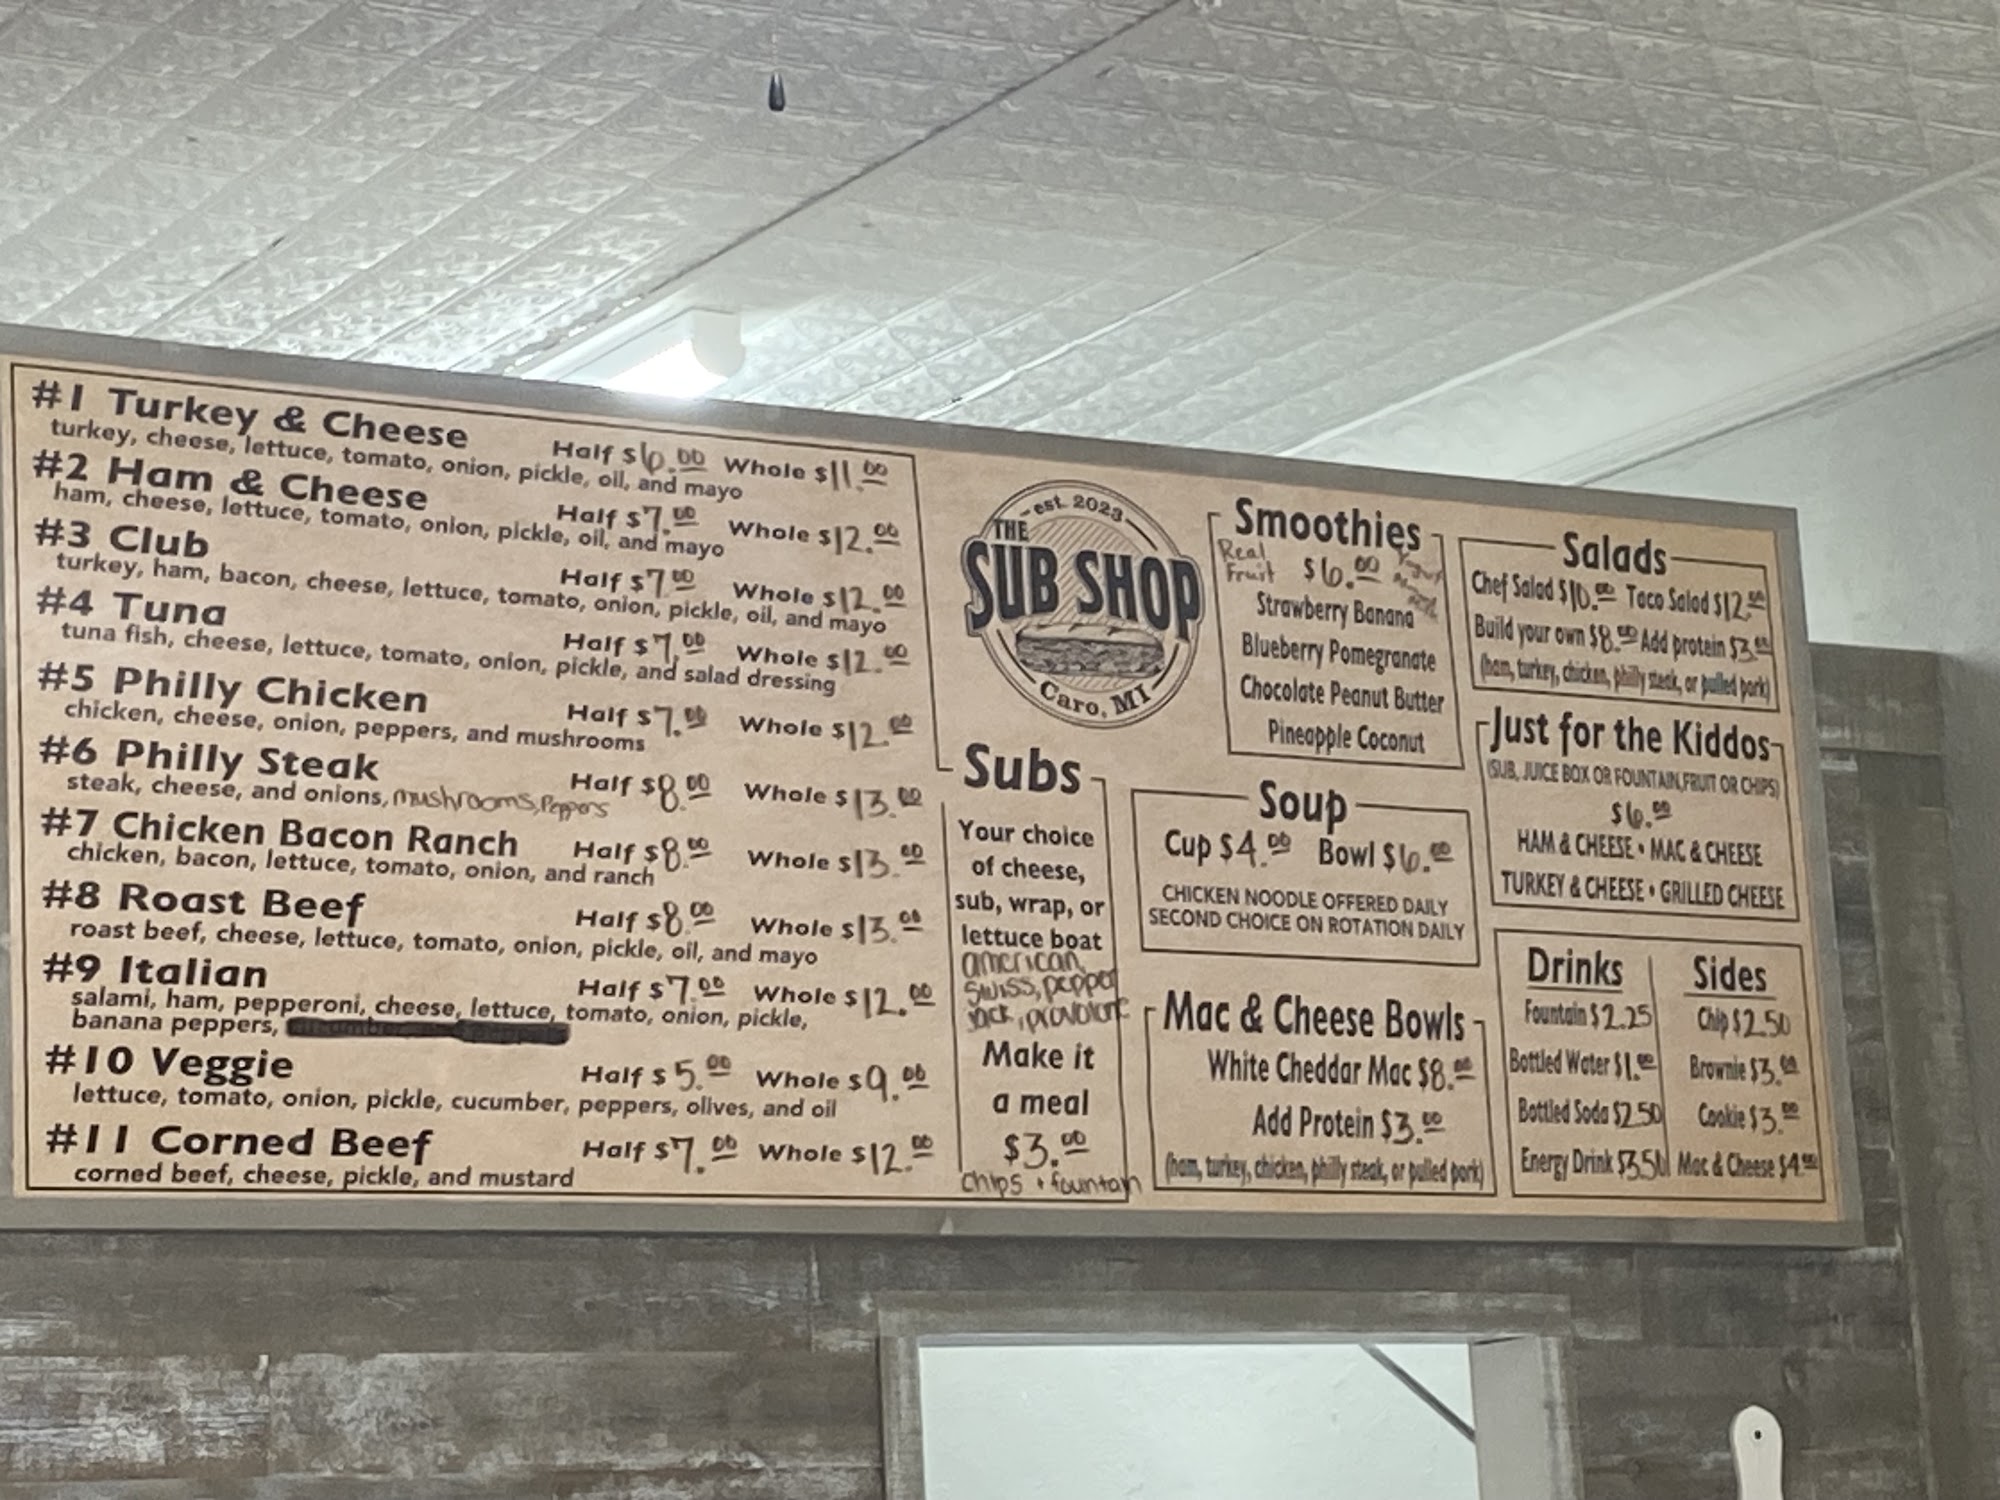 #1 Turkey & Cheese Half $6.00 Whole $11.00
turkey, cheese, lettuce, tomato, onion, pickle, oil, and mayo
#2 Ham & Cheese Half $7.00 Whole $12.00
ham, cheese, lettuce, tomato, onion, pickle, oil, and mayo
#3 Club Half $7.00 Whole $12.00
turkey, ham, bacon, cheese, lettuce, tomato, onion, pickle, oil, and mayo
#4 Tuna Half $7.00 Whole $12.00
tuna fish, cheese, lettuce, tomato, onion, pickle, and salad dressing
#5 Philly Chicken Half $7.00 Whole $12.00
chicken, cheese, onion, peppers, and mushrooms
#6 Philly Steak Half $8.00 Whole $13.00
steak, cheese, and onions, mushrooms, Peppers
#7 Chicken Bacon Ranch Half $8.00 Whole $13.00
chicken, bacon, lettuce, tomato, onion, and ranch
#8 Roast Beef Half $8.00 Whole $13.00
roast beef, cheese, lettuce, tomato, onion, pickle, oil, and mayo
#9 Italian Half $7.00 Whole $12.00
salami, ham, pepperoni, cheese, lettuce, tomato, onion, pickle,
banana peppers,
#10 Veggie Half $5.00 Whole $9.00
lettuce, tomato, onion, pickle, cucumber, peppers, olives, and oil
#11 Corned Beef Half $7.00 Whole $12.00
corned beef, cheese, pickle, and mustard
est. 2023
THE
SUB SHOP
Caro, MI
Subs
Your choice
of cheese,
sub, wrap, or
lettuce boat
american,
swiss, pepper
jack, provolone
Make it
a meal
$3.00
chips + fountain
Smoothies
Real
Fruit $6.00
Strawberry Banana
Blueberry Pomegranate
Chocolate Peanut Butter
Pineapple Coconut
Soup
Cup $4.00 Bowl $6.00
CHICKEN NOODLE OFFERED DAILY
SECOND CHOICE ON ROTATION DAILY
Mac & Cheese Bowls
White Cheddar Mac $8.00
Add Protein $3.00
(ham, turkey, chicken, philly steak, or pulled pork)
Salads
Chef Salad $10.00 Taco Salad $12.00
Build your own $8.00 Add protein $3.00
(ham, turkey, chicken, philly steak, or pulled pork)
Just for the Kiddos
(SUB, JUICE BOX OR FOUNTAIN, FRUIT OR CHIPS)
$6.00
HAM & CHEESE • MAC & CHEESE
TURKEY & CHEESE • GRILLED CHEESE
Drinks
Fountain $2.25
Bottled Water $1.00
Bottled Soda $2.50
Energy Drink $3.50
Sides
Chip $2.50
Brownie $3.00
Cookie $3.00
Mac & Cheese $4.00